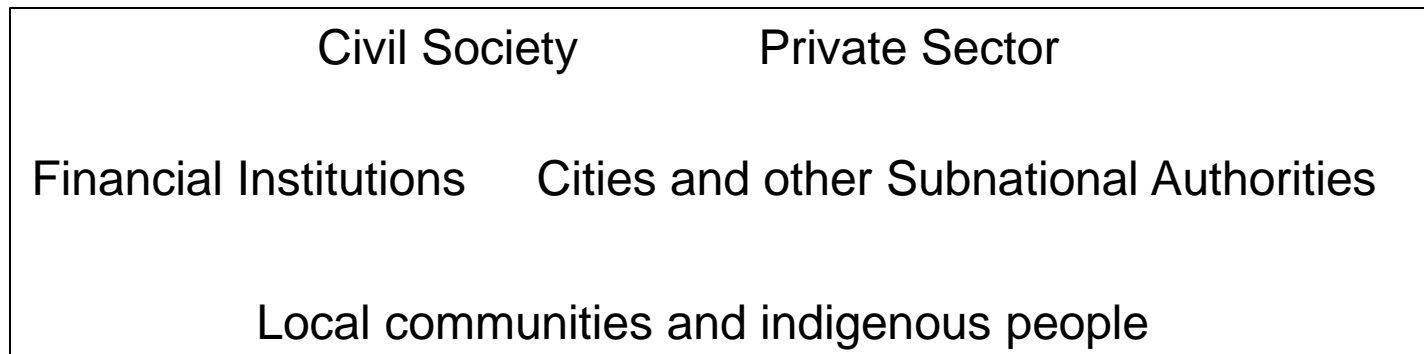 Civil Society Private Sector
Financial Institutions Cities and other Subnational Authorities
Local communities and indigenous people